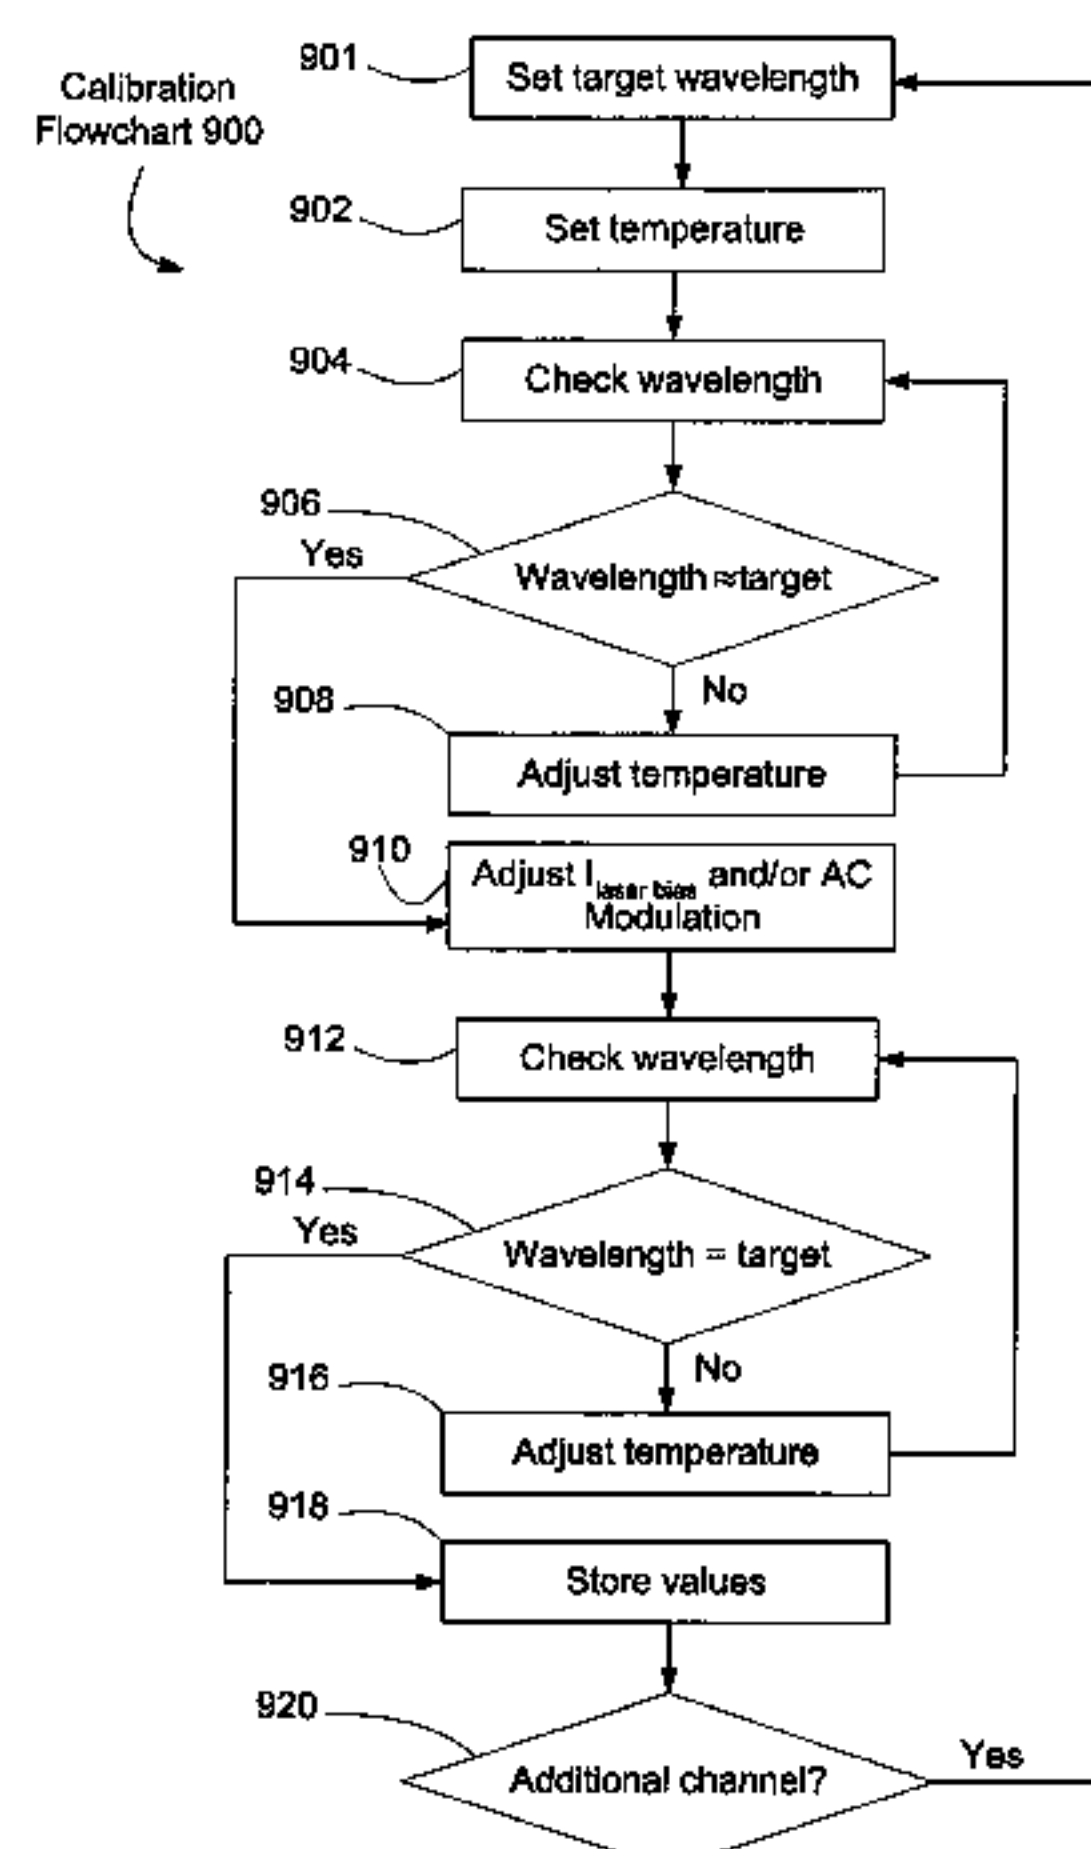 901
Set target wavelength
Calibration
Flowchart 900
902
Set temperature
904
Check wavelength
906
Yes
Wavelength ≈target
No
908
Adjust temperature
910
Adjust I laser bias and/or AC
Modulation
912
Check wavelength
914
Yes
Wavelength = target
No
916
Adjust temperature
918
Store values
920
Additional channel?
Yes